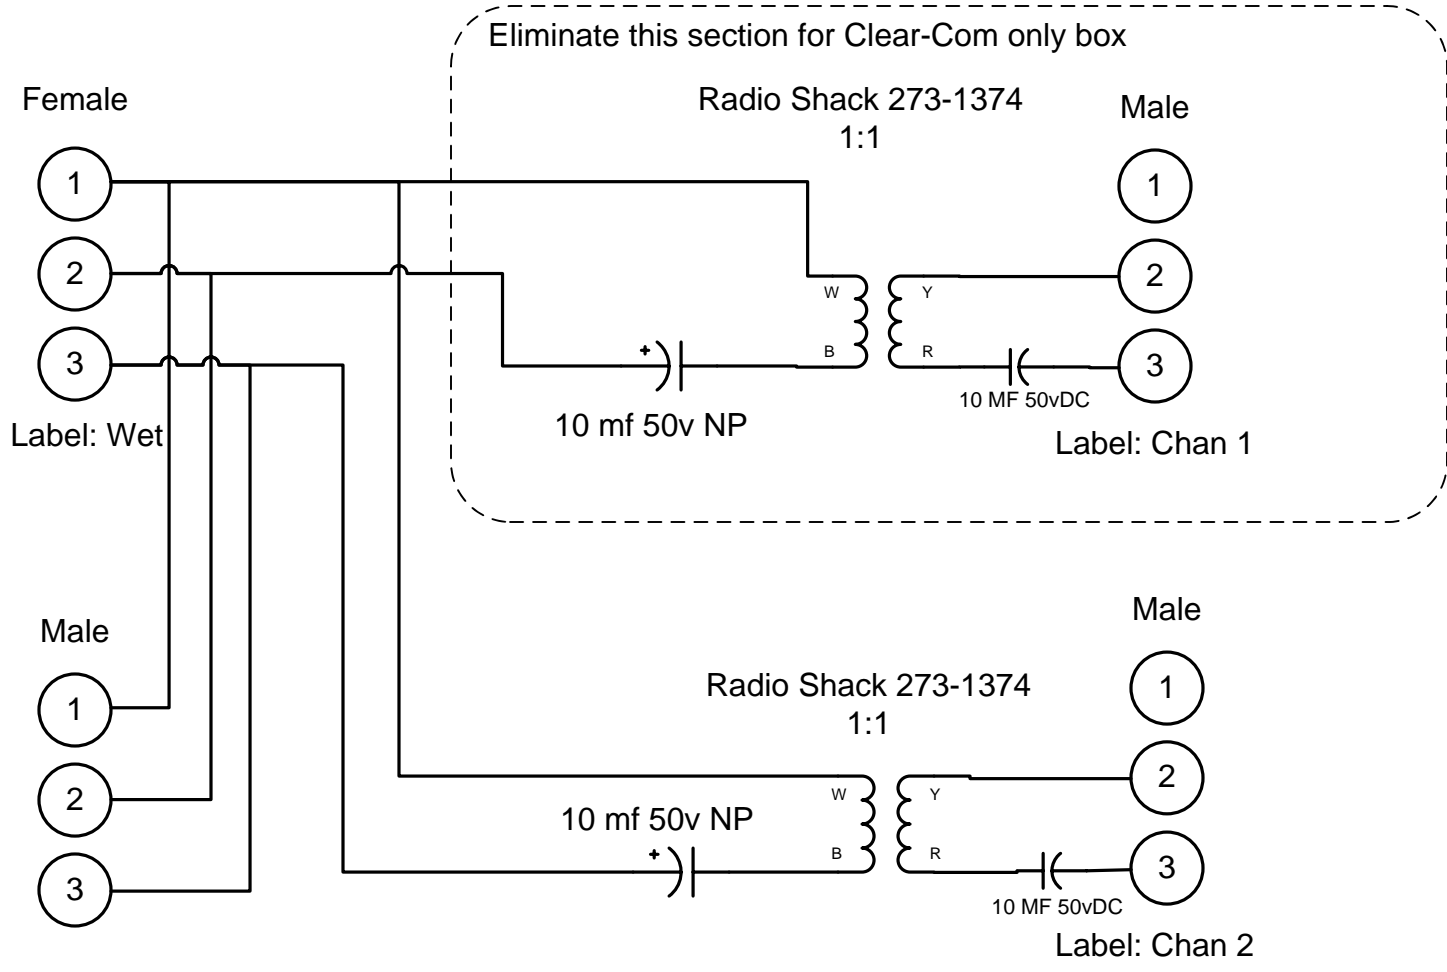 Eliminate this section for Clear-Com only box
Female
Radio Shack 273-1374
1:1
Male
1
2
3
Label: Wet
W
B
Y
R
+
10 mf 50v NP
10 MF 50vDC
1
2
3
Label: Chan 1
Male
1
2
3
Radio Shack 273-1374
1:1
10 mf 50v NP
+
W
B
Y
R
10 MF 50vDC
Male
1
2
3
Label: Chan 2